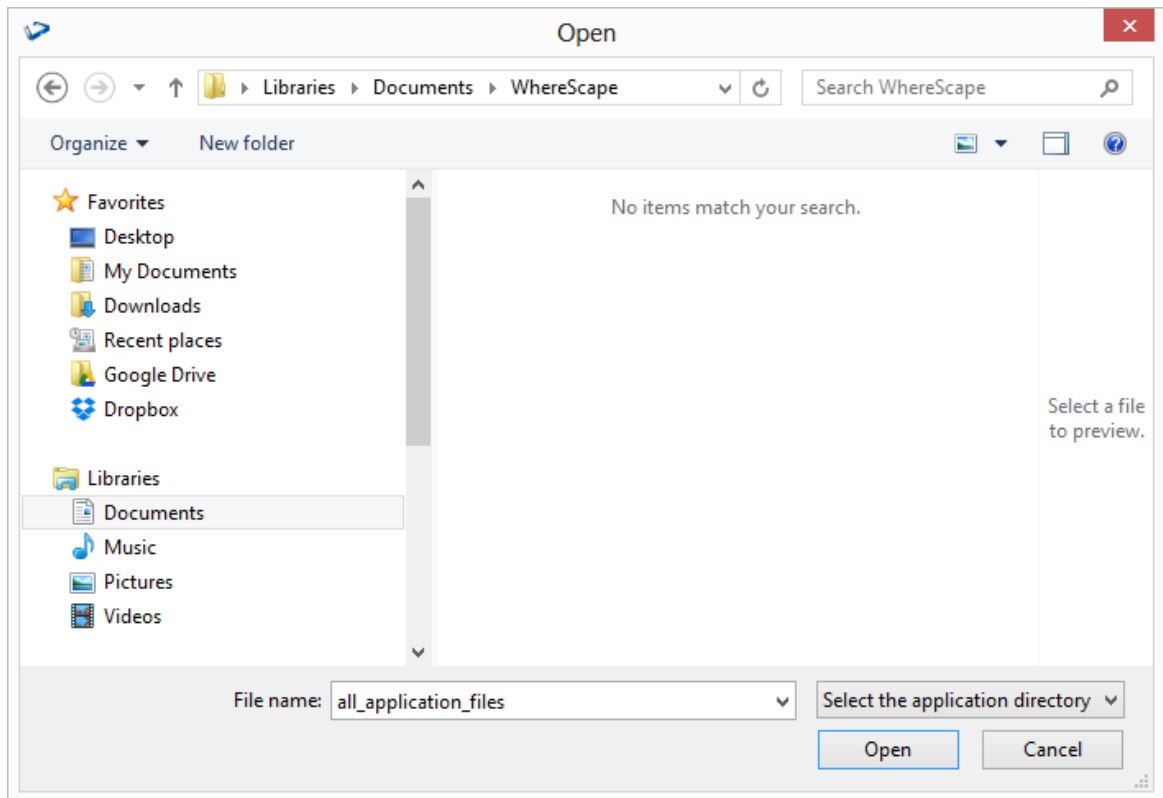 Open
Libraries Documents WhereScape
Search WhereScape
Organize
New folder
Favorites
Desktop
My Documents
Downloads
Recent places
Google Drive
Dropbox
Libraries
Documents
Music
Pictures
Videos
No items match your search.
Select a file
to preview.
File name: all_application_files
Select the application directory
Open
Cancel